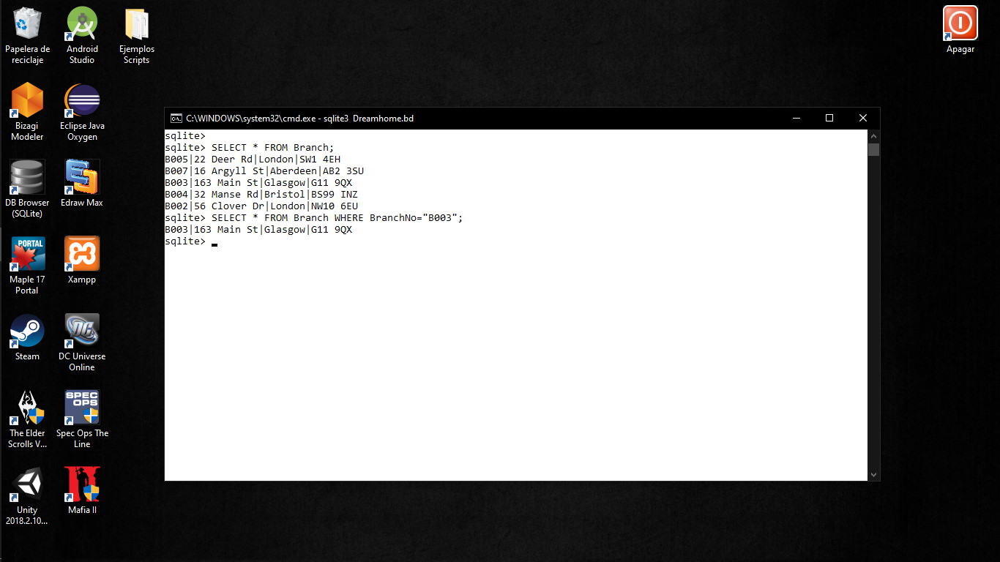 Papelera de
reciclaje
Android
Studio
Ejemplos
Scripts
Apagar
Bizagi
Modeler
Eclipse Java
Oxygen
DB Browser
(SQLite)
Edraw Max
PORTAL
Maple 17
Portal
Xampp
Steam
DC
DC Universe
Online
The Elder
Scrolls V...
SPEC
OPS
Spec Ops The
Line
Unity
2018.2.10...
II
Mafia II
C:\WINDOWS\system32\cmd.exe - sqlite3  Dreamhome.bd
sqlite>
sqlite> SELECT * FROM Branch;
B005|22 Deer Rd|London|SW1 4EH
B007|16 Argyll St|Aberdeen|AB2 3SU
B003|163 Main St|Glasgow|G11 9QX
B004|32 Manse Rd|Bristol|BS99 INZ
B002|56 Clover Dr|London|NW10 6EU
sqlite> SELECT * FROM Branch WHERE BranchNo="B003";
B003|163 Main St|Glasgow|G11 9QX
sqlite>